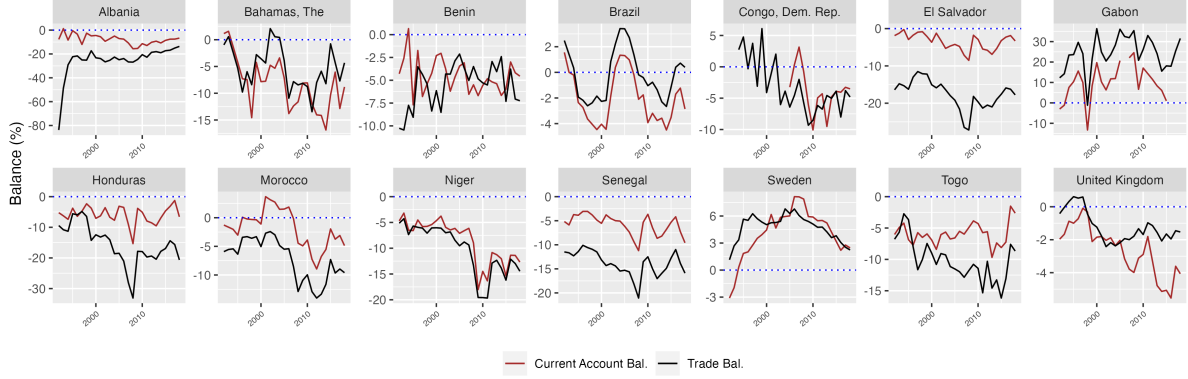 Albania Bahamas, The Benin Brazil Congo, Dem. Rep. El Salvador Gabon
0 -20 -40 -60 -80
0 -5 -10 -15
0.0 -2.5 -5.0 -7.5 -10.0
2 0 -2 -4
5 0 -5 -10
0 -10 -20
30 20 10 0 -10
2000 2010 2000 2010 2000 2010 2000 2010 2000 2010 2000 2010 2000 2010
Balance (%)
Honduras Morocco Niger Senegal Sweden Togo United Kingdom
0 -10 -20 -30
0 -5 -10
0 -5 -10 -15 -20
0 -5 -10 -15 -20
6 3 0 -3
0 -5 -10 -15
0 -2 -4
2000 2010 2000 2010 2000 2010 2000 2010 2000 2010 2000 2010 2000 2010
Current Account Bal. Trade Bal.